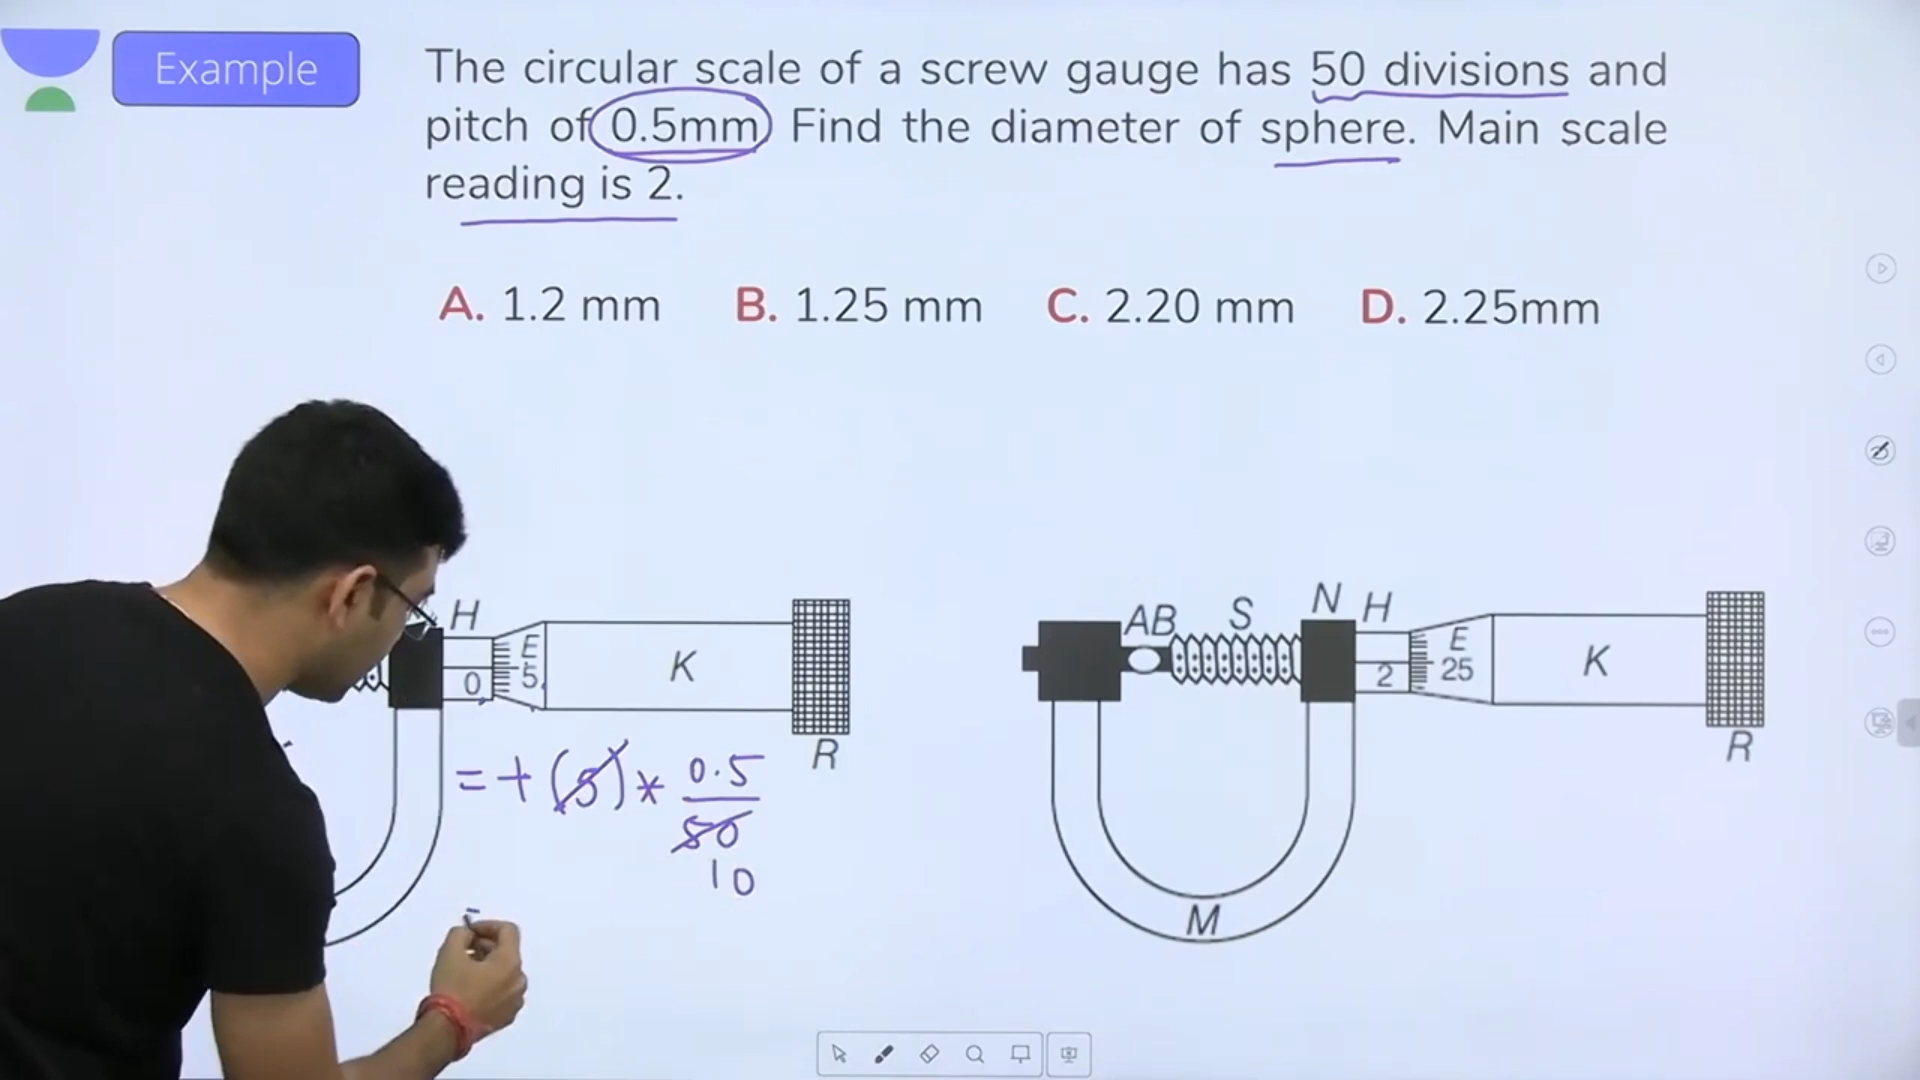 Example
The circular scale of a screw gauge has 50 divisions and
pitch of 0.5mm Find the diameter of sphere. Main scale
reading is 2.
A. 1.2 mm B. 1.25 mm C. 2.20 mm D. 2.25mm
H
E
K
0
5
R
= + (5) * 0.5
50
10
AB S N H
E
K
2
25
R
M